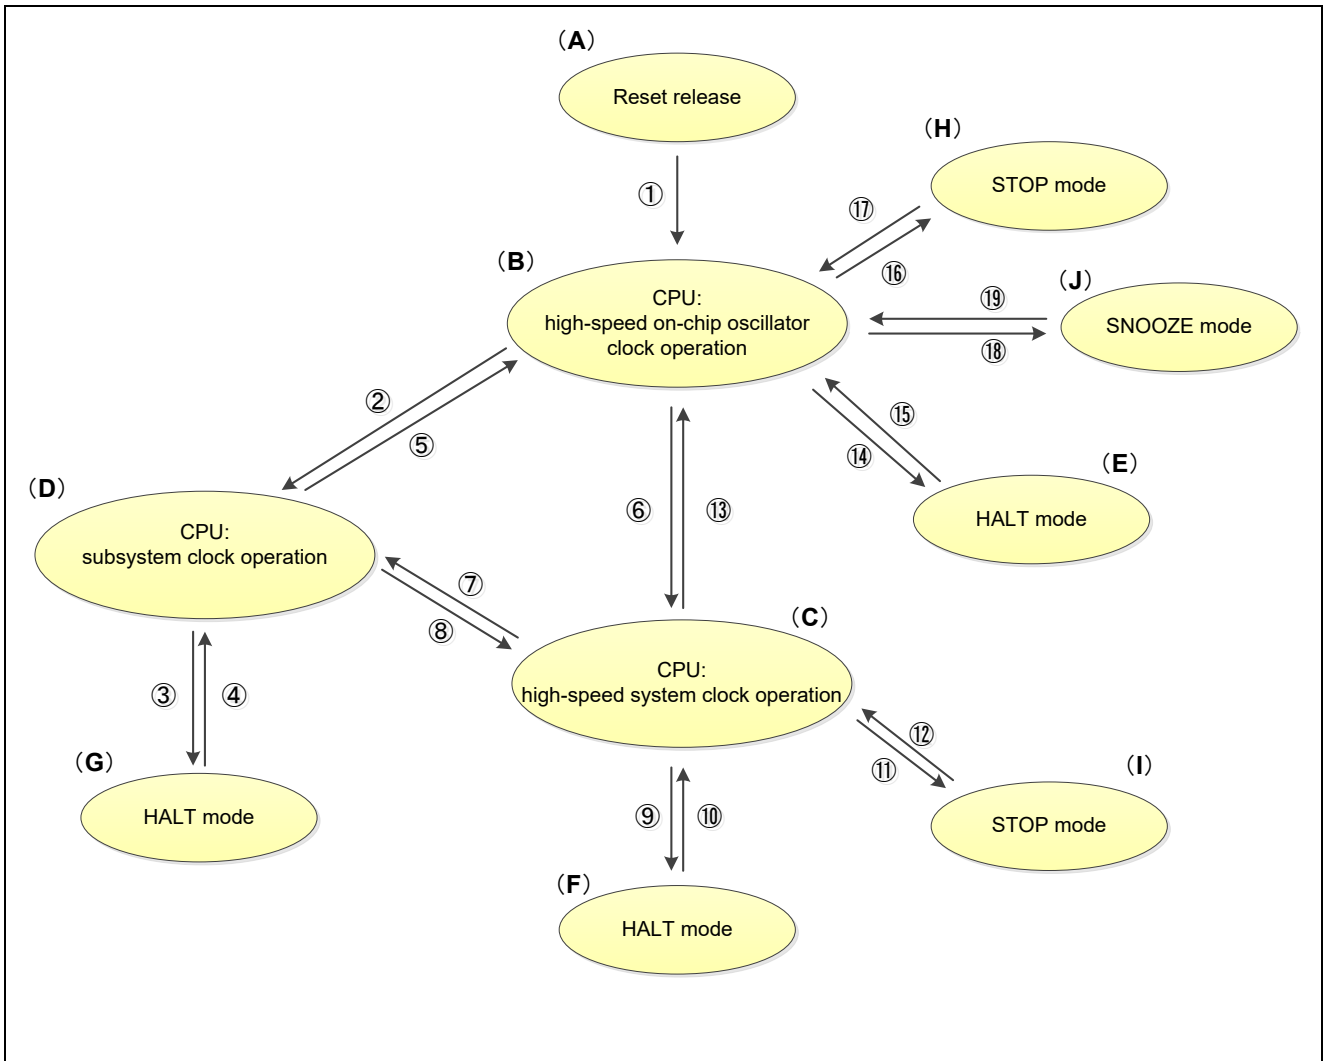 （A）
Reset release
①
（H）
STOP mode
⑰
⑯
（B）
CPU:
high-speed on-chip oscillator
clock operation
（J）
SNOOZE mode
⑲
⑱
②
⑤
⑮
⑭
（E）
HALT mode
（D）
CPU:
subsystem clock operation
⑥
⑬
⑦
⑧
（C）
CPU:
high-speed system clock operation
③
④
⑫
⑪
（G）
HALT mode
（I）
STOP mode
⑨
⑩
（F）
HALT mode